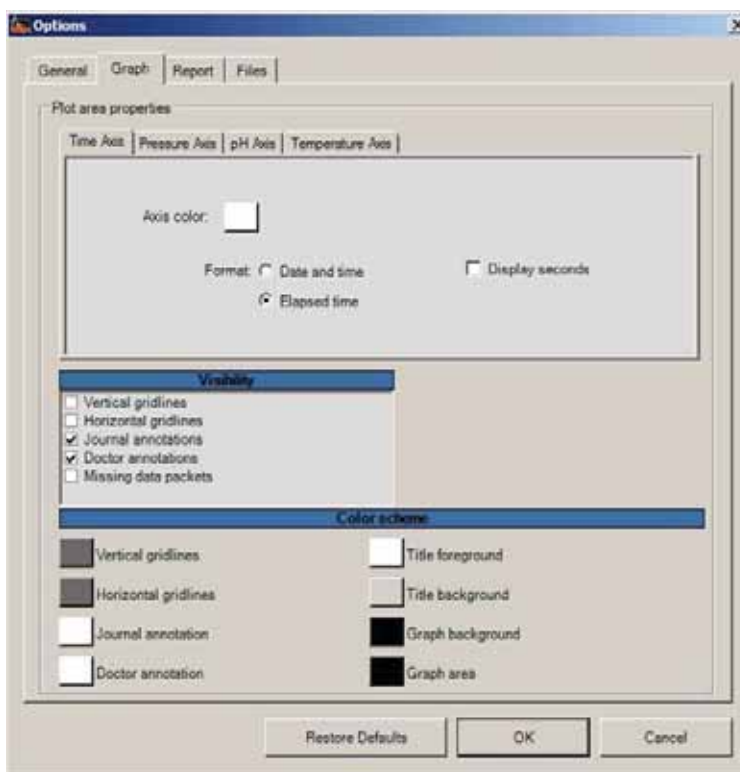 Options
General Graph Report Files
Plot area properties
Time Axis Pressure Axis pH Axis Temperature Axis
Axis color:
Format: Date and time Display seconds
Elapsed time
Visibility
Vertical gridlines
Horizontal gridlines
Journal annotations
Doctor annotations
Missing data packets
Color scheme
Vertical gridlines Title foreground
Horizontal gridlines Title background
Journal annotation Graph background
Doctor annotation Graph area
Restore Defaults OK Cancel